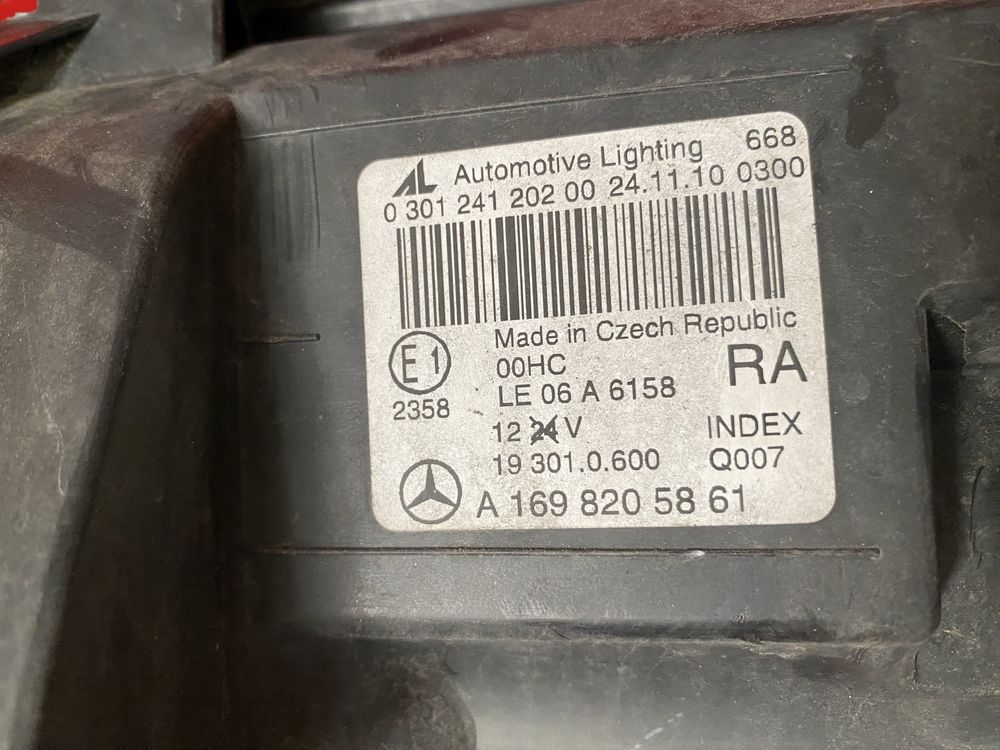 AL Automotive Lighting 668
0 301 241 202 00 24.11.10 0300
Made in Czech Republic
E1 00HC RA
2358 LE 06 A 6158
12 24 V INDEX
19 301.0.600 Q007
A 169 820 58 61